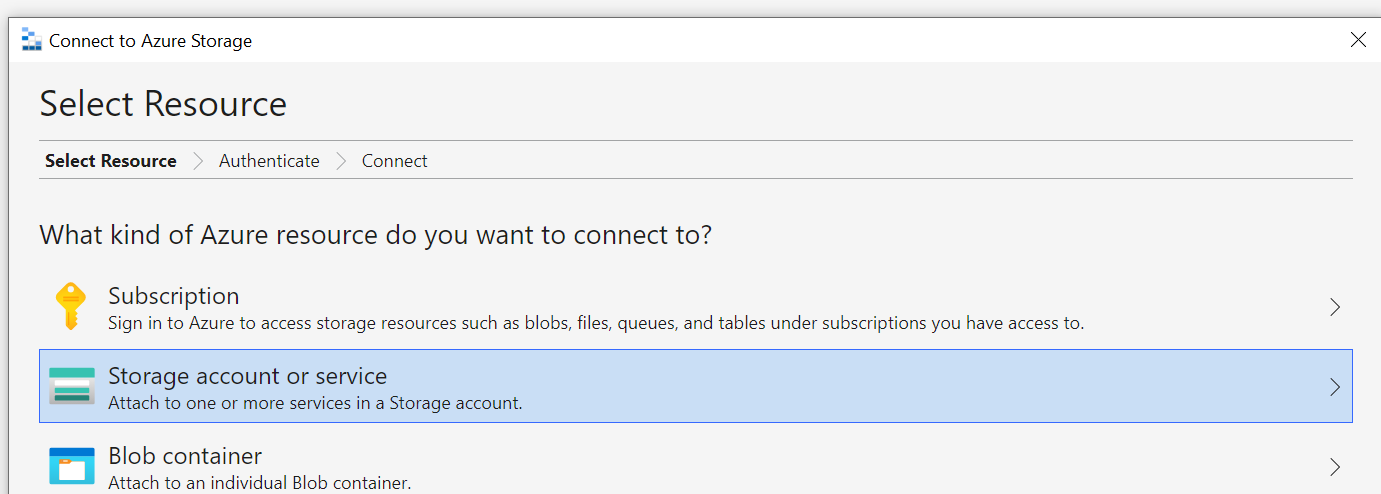 Connect to Azure Storage
Select Resource
Select Resource Authenticate Connect
What kind of Azure resource do you want to connect to?
Subscription
Sign in to Azure to access storage resources such as blobs, files, queues, and tables under subscriptions you have access to.
Storage account or service
Attach to one or more services in a Storage account.
Blob container
Attach to an individual Blob container.